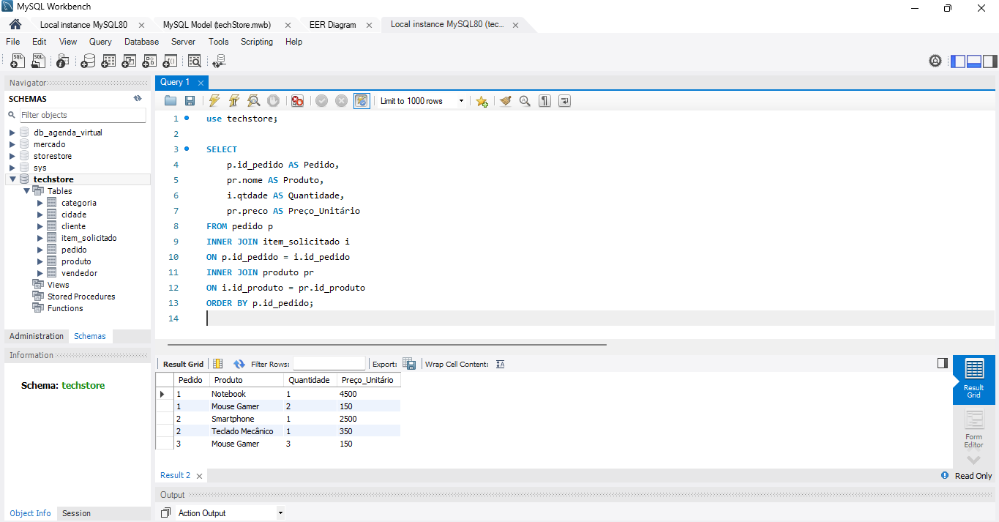 MySQL Workbench
Local instance MySQL80
MySQL Model (techStore.mwb)
EER Diagram
Local instance MySQL80 (tec...
File Edit View Query Database Server Tools Scripting Help
Navigator
SCHEMAS
Filter objects
db_agenda_virtual
mercado
storestore
sys
techstore
Tables
categoria
cidade
cliente
item_solicitado
pedido
produto
vendedor
Views
Stored Procedures
Functions
Administration Schemas
Information
Schema: techstore
Object Info Session
Query 1
Limit to 1000 rows
1 use techstore;
2
3 SELECT
4 p.id_pedido AS Pedido,
5 pr.nome AS Produto,
6 i.qtdade AS Quantidade,
7 pr.preco AS Preço_Unitário
8 FROM pedido p
9 INNER JOIN item_solicitado i
10 ON p.id_pedido = i.id_pedido
11 INNER JOIN produto pr
12 ON i.id_produto = pr.id_produto
13 ORDER BY p.id_pedido;
14
Result Grid Filter Rows: Export: Wrap Cell Content:
Pedido Produto Quantidade Preço_Unitário
1 Notebook 1 4500
1 Mouse Gamer 2 150
2 Smartphone 1 2500
2 Teclado Mecânico 1 350
3 Mouse Gamer 3 150
Result
Grid
Form
Editor
Result 2
Read Only
Output
Action Output